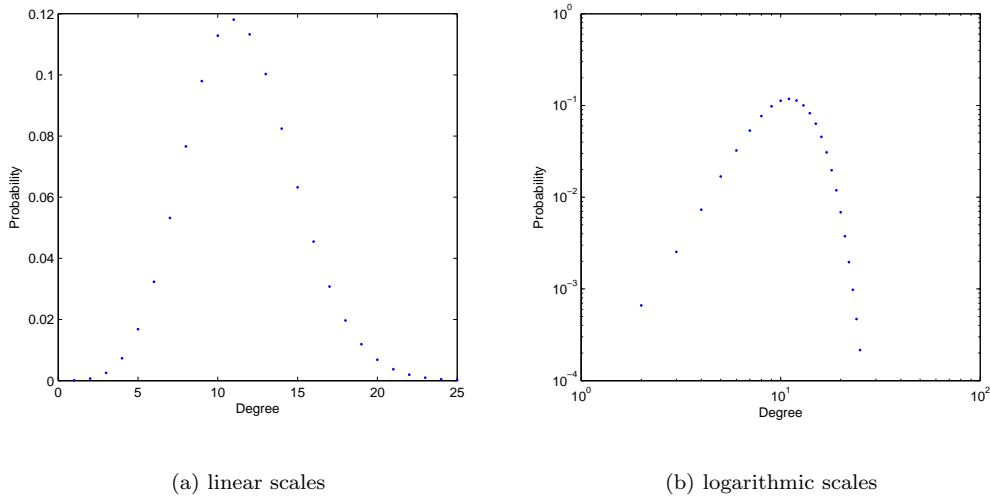 0.12
0.1
0.08
0.06
0.04
0.02
0
Probability
0 5 10 15 20 25
Degree
(a) linear scales
10^0
10^-1
10^-2
10^-3
10^-4
Probability
10^0 10^1 10^2
Degree
(b) logarithmic scales